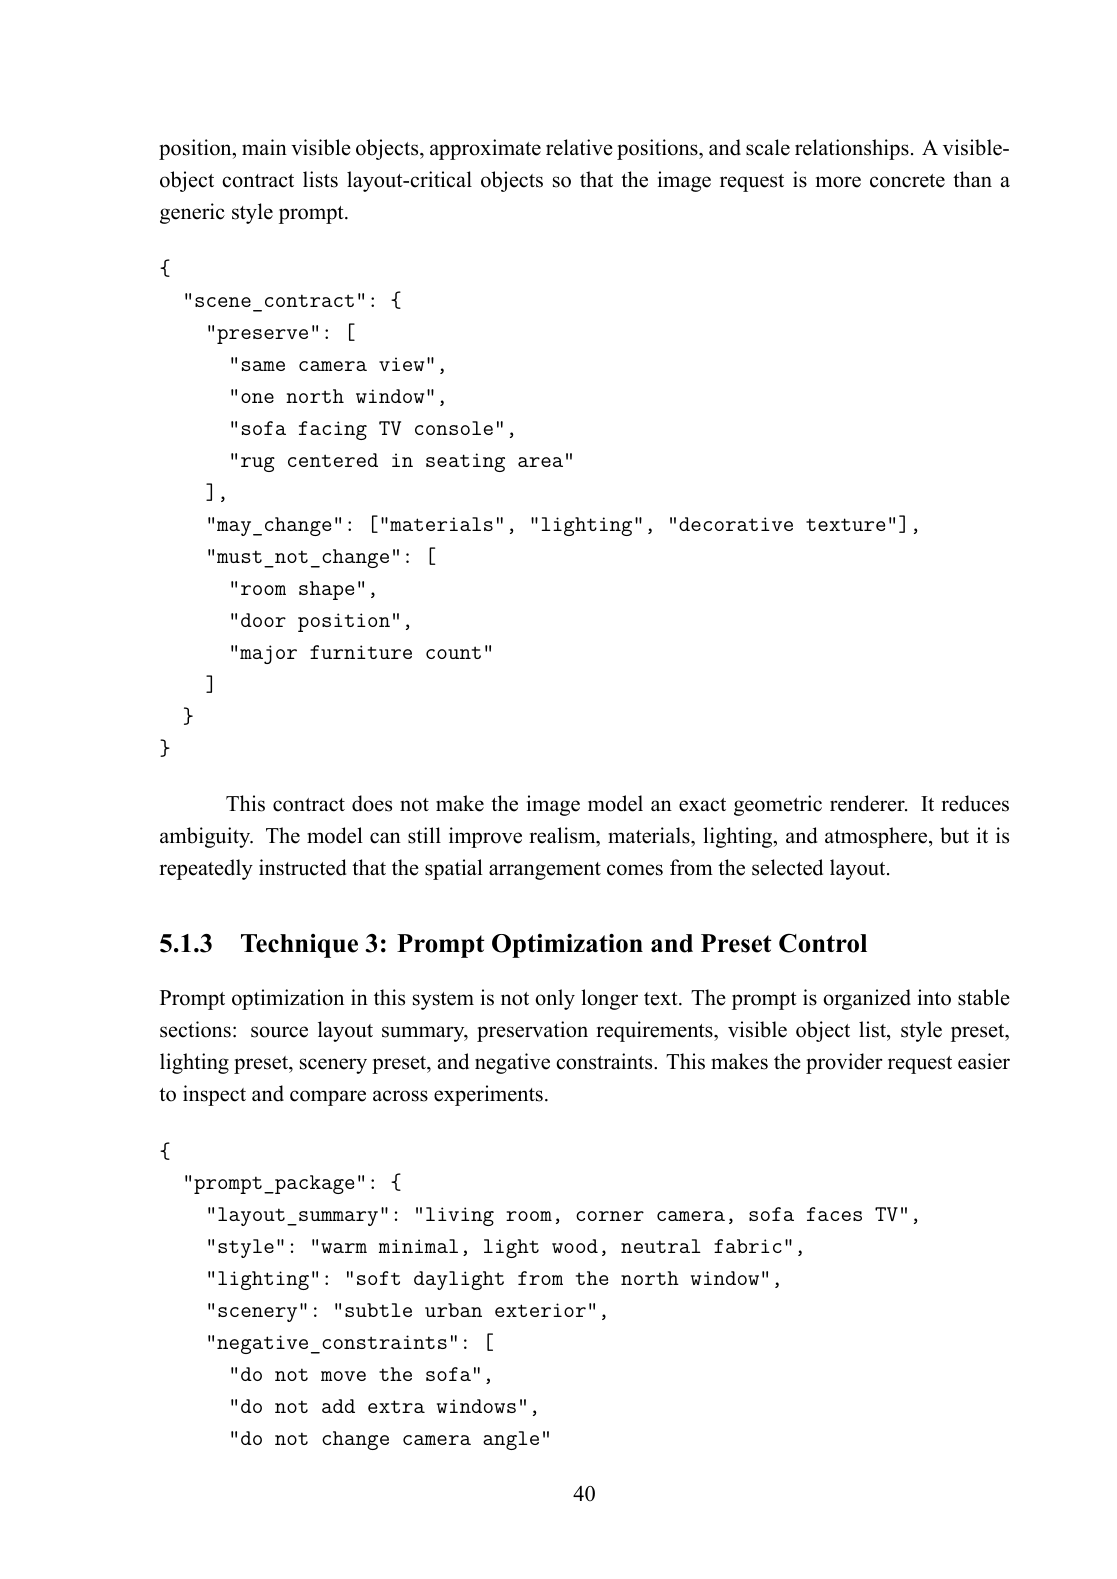 position, main visible objects, approximate relative positions, and scale relationships. A visible-
object contract lists layout-critical objects so that the image request is more concrete than a
generic style prompt.
{
  "scene_contract": {
    "preserve": [
      "same camera view",
      "one north window",
      "sofa facing TV console",
      "rug centered in seating area"
    ],
    "may_change": ["materials", "lighting", "decorative texture"],
    "must_not_change": [
      "room shape",
      "door position",
      "major furniture count"
    ]
  }
}
This contract does not make the image model an exact geometric renderer. It reduces
ambiguity. The model can still improve realism, materials, lighting, and atmosphere, but it is
repeatedly instructed that the spatial arrangement comes from the selected layout.
5.1.3 Technique 3: Prompt Optimization and Preset Control
Prompt optimization in this system is not only longer text. The prompt is organized into stable
sections: source layout summary, preservation requirements, visible object list, style preset,
lighting preset, scenery preset, and negative constraints. This makes the provider request easier
to inspect and compare across experiments.
{
  "prompt_package": {
    "layout_summary": "living room, corner camera, sofa faces TV",
    "style": "warm minimal, light wood, neutral fabric",
    "lighting": "soft daylight from the north window",
    "scenery": "subtle urban exterior",
    "negative_constraints": [
      "do not move the sofa",
      "do not add extra windows",
      "do not change camera angle"
40